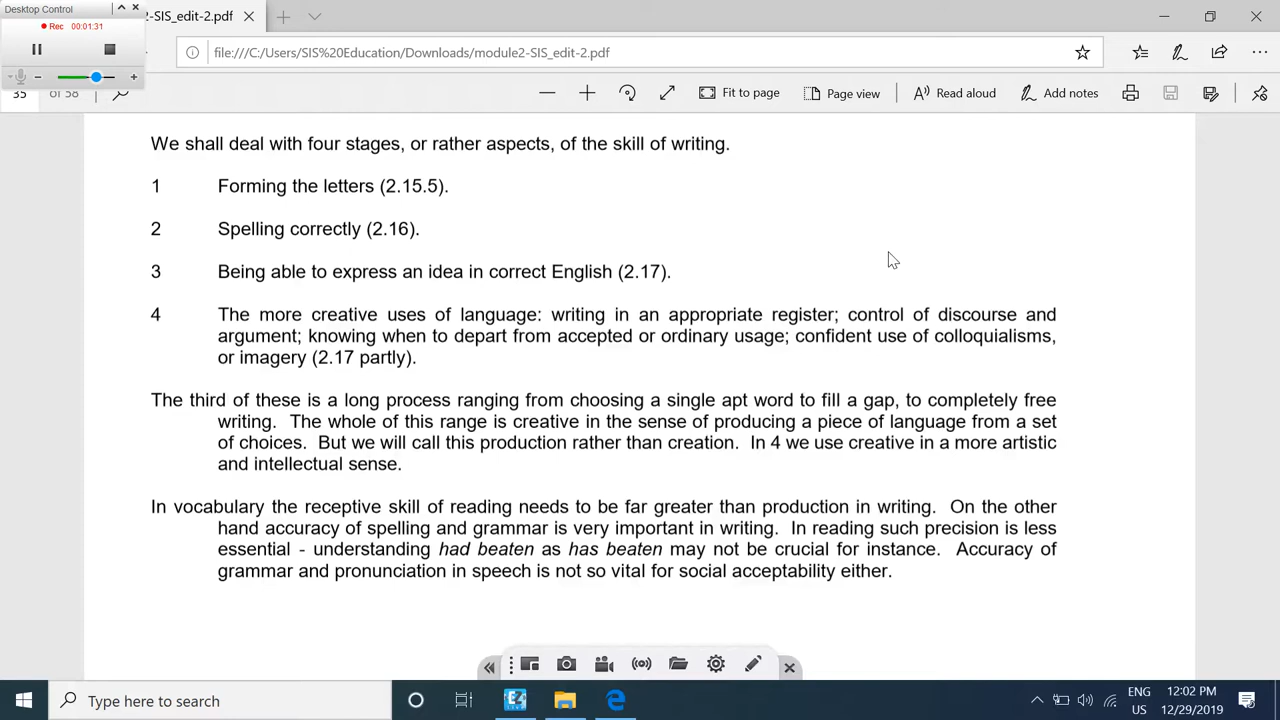 Desktop Control
Rec 00:01:31
2-SIS_edit-2.pdf
file:///C:/Users/SIS%20Education/Downloads/module2-SIS_edit-2.pdf
35 of 58
Fit to page
Page view
Read aloud
Add notes
We shall deal with four stages, or rather aspects, of the skill of writing.
1 Forming the letters (2.15.5).
2 Spelling correctly (2.16).
3 Being able to express an idea in correct English (2.17).
4 The more creative uses of language: writing in an appropriate register; control of discourse and
argument; knowing when to depart from accepted or ordinary usage; confident use of colloquialisms,
or imagery (2.17 partly).
The third of these is a long process ranging from choosing a single apt word to fill a gap, to completely free
writing. The whole of this range is creative in the sense of producing a piece of language from a set
of choices. But we will call this production rather than creation. In 4 we use creative in a more artistic
and intellectual sense.
In vocabulary the receptive skill of reading needs to be far greater than production in writing. On the other
hand accuracy of spelling and grammar is very important in writing. In reading such precision is less
essential - understanding had beaten as has beaten may not be crucial for instance. Accuracy of
grammar and pronunciation in speech is not so vital for social acceptability either.
Type here to search
ENG
US
12:02 PM
12/29/2019